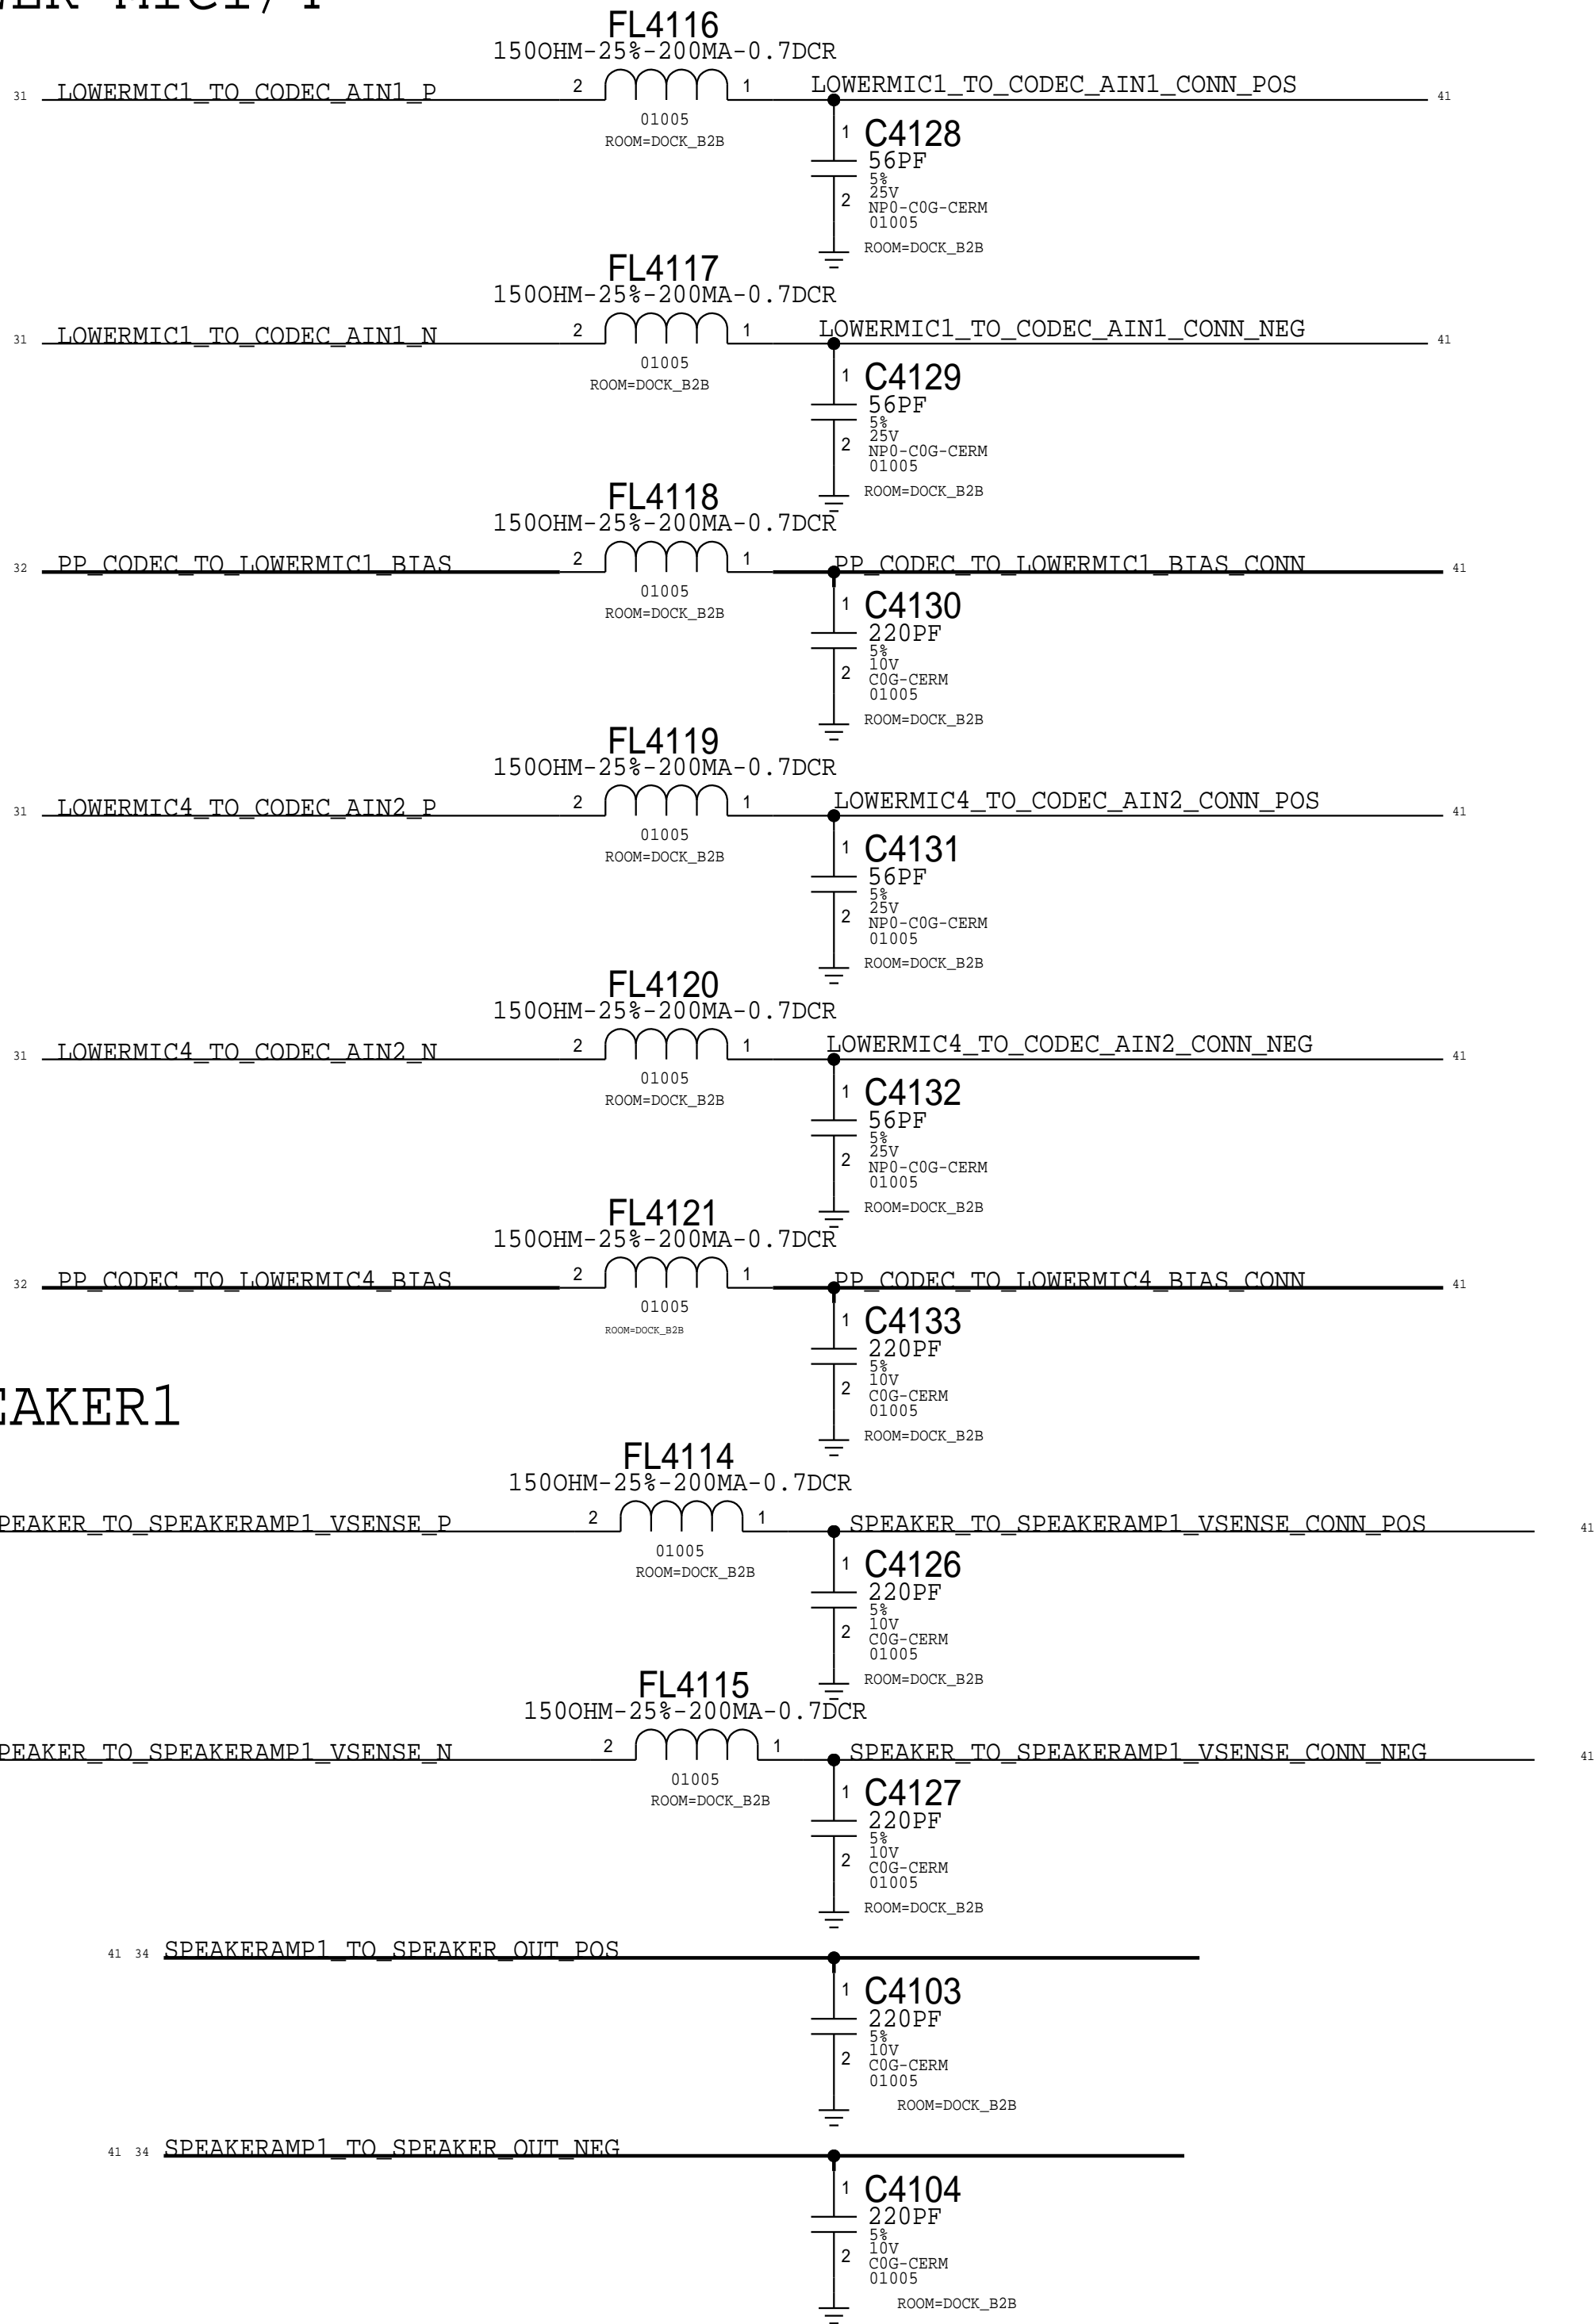 FL4116
150OHM-25%-200MA-0.7DCR
31 LOWERMIC1_TO_CODEC_AIN1_P 2 1 LOWERMIC1_TO_CODEC_AIN1_CONN_POS 41
01005
ROOM=DOCK_B2B
1 C4128
56PF
5%
25V
2 NP0-C0G-CERM
01005
ROOM=DOCK_B2B
FL4117
150OHM-25%-200MA-0.7DCR
31 LOWERMIC1_TO_CODEC_AIN1_N 2 1 LOWERMIC1_TO_CODEC_AIN1_CONN_NEG 41
01005
ROOM=DOCK_B2B
1 C4129
56PF
5%
25V
2 NP0-C0G-CERM
01005
ROOM=DOCK_B2B
FL4118
150OHM-25%-200MA-0.7DCR
32 PP_CODEC_TO_LOWERMIC1_BIAS 2 1 PP_CODEC_TO_LOWERMIC1_BIAS_CONN 41
01005
ROOM=DOCK_B2B
1 C4130
220PF
5%
10V
2 C0G-CERM
01005
ROOM=DOCK_B2B
FL4119
150OHM-25%-200MA-0.7DCR
31 LOWERMIC4_TO_CODEC_AIN2_P 2 1 LOWERMIC4_TO_CODEC_AIN2_CONN_POS 41
01005
ROOM=DOCK_B2B
1 C4131
56PF
5%
25V
2 NP0-C0G-CERM
01005
ROOM=DOCK_B2B
FL4120
150OHM-25%-200MA-0.7DCR
31 LOWERMIC4_TO_CODEC_AIN2_N 2 1 LOWERMIC4_TO_CODEC_AIN2_CONN_NEG 41
01005
ROOM=DOCK_B2B
1 C4132
56PF
5%
25V
2 NP0-C0G-CERM
01005
ROOM=DOCK_B2B
FL4121
150OHM-25%-200MA-0.7DCR
32 PP_CODEC_TO_LOWERMIC4_BIAS 2 1 PP_CODEC_TO_LOWERMIC4_BIAS_CONN 41
01005
ROOM=DOCK_B2B
1 C4133
220PF
5%
10V
2 C0G-CERM
01005
ROOM=DOCK_B2B
EAKER1
FL4114
150OHM-25%-200MA-0.7DCR
PEAKER_TO_SPEAKERAMP1_VSENSE_P 2 1 SPEAKER_TO_SPEAKERAMP1_VSENSE_CONN_POS 41
01005
ROOM=DOCK_B2B
1 C4126
220PF
5%
10V
2 C0G-CERM
01005
ROOM=DOCK_B2B
FL4115
150OHM-25%-200MA-0.7DCR
PEAKER_TO_SPEAKERAMP1_VSENSE_N 2 1 SPEAKER_TO_SPEAKERAMP1_VSENSE_CONN_NEG 41
01005
ROOM=DOCK_B2B
1 C4127
220PF
5%
10V
2 C0G-CERM
01005
ROOM=DOCK_B2B
41 34 SPEAKERAMP1_TO_SPEAKER_OUT_POS
1 C4103
220PF
5%
10V
2 C0G-CERM
01005
ROOM=DOCK_B2B
41 34 SPEAKERAMP1_TO_SPEAKER_OUT_NEG
1 C4104
220PF
5%
10V
2 C0G-CERM
01005
ROOM=DOCK_B2B